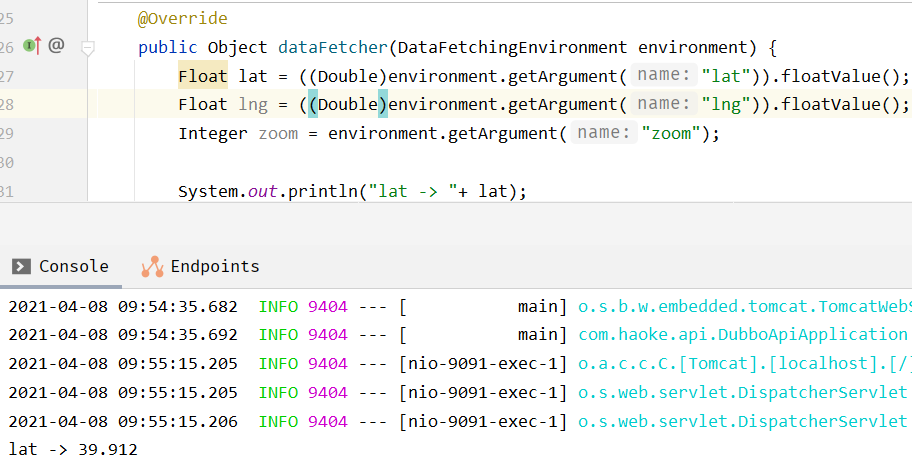 25 @Override
26 @ public Object dataFetcher(DataFetchingEnvironment environment) {
27 Float lat = ((Double)environment.getArgument( name: "lat")).floatValue();
28 Float lng = ((Double)environment.getArgument( name: "lng")).floatValue();
29 Integer zoom = environment.getArgument( name: "zoom");
30
31 System.out.println("lat -> "+ lat);
Console Endpoints
2021-04-08 09:54:35.682 INFO 9404 --- [ main] o.s.b.w.embedded.tomcat.TomcatWebS
2021-04-08 09:54:35.692 INFO 9404 --- [ main] com.haoke.api.DubboApiApplication
2021-04-08 09:55:15.205 INFO 9404 --- [nio-9091-exec-1] o.a.c.c.C.[Tomcat].[localhost].[/]
2021-04-08 09:55:15.205 INFO 9404 --- [nio-9091-exec-1] o.s.web.servlet.DispatcherServlet
2021-04-08 09:55:15.206 INFO 9404 --- [nio-9091-exec-1] o.s.web.servlet.DispatcherServlet
lat -> 39.912